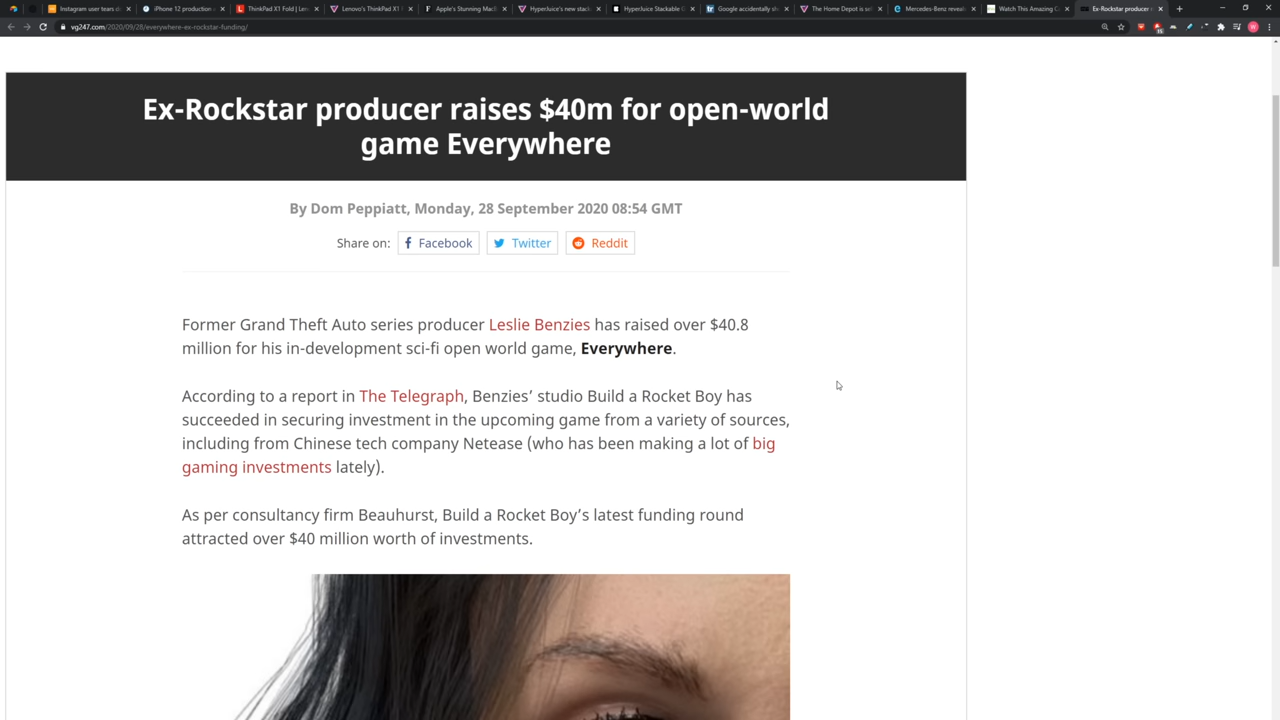 Instagram user tears d
iPhone 12 production
ThinkPad X1 Fold | Len
Lenovo's ThinkPad X1 F
Apple's Stunning MacB
HyperJuice's new stack
HyperJuice Stackable G
Google accidentally sh
The Home Depot is sel
Mercedes-Benz reveal
Watch This Amazing C
Ex-Rockstar producer r
vg247.com/2020/09/28/everywhere-ex-rockstar-funding/
Ex-Rockstar producer raises $40m for open-world
game Everywhere
By Dom Peppiatt, Monday, 28 September 2020 08:54 GMT
Share on: Facebook Twitter Reddit
Former Grand Theft Auto series producer Leslie Benzies has raised over $40.8
million for his in-development sci-fi open world game, Everywhere.
According to a report in The Telegraph, Benzies’ studio Build a Rocket Boy has
succeeded in securing investment in the upcoming game from a variety of sources,
including from Chinese tech company Netease (who has been making a lot of big
gaming investments lately).
As per consultancy firm Beauhurst, Build a Rocket Boy’s latest funding round
attracted over $40 million worth of investments.